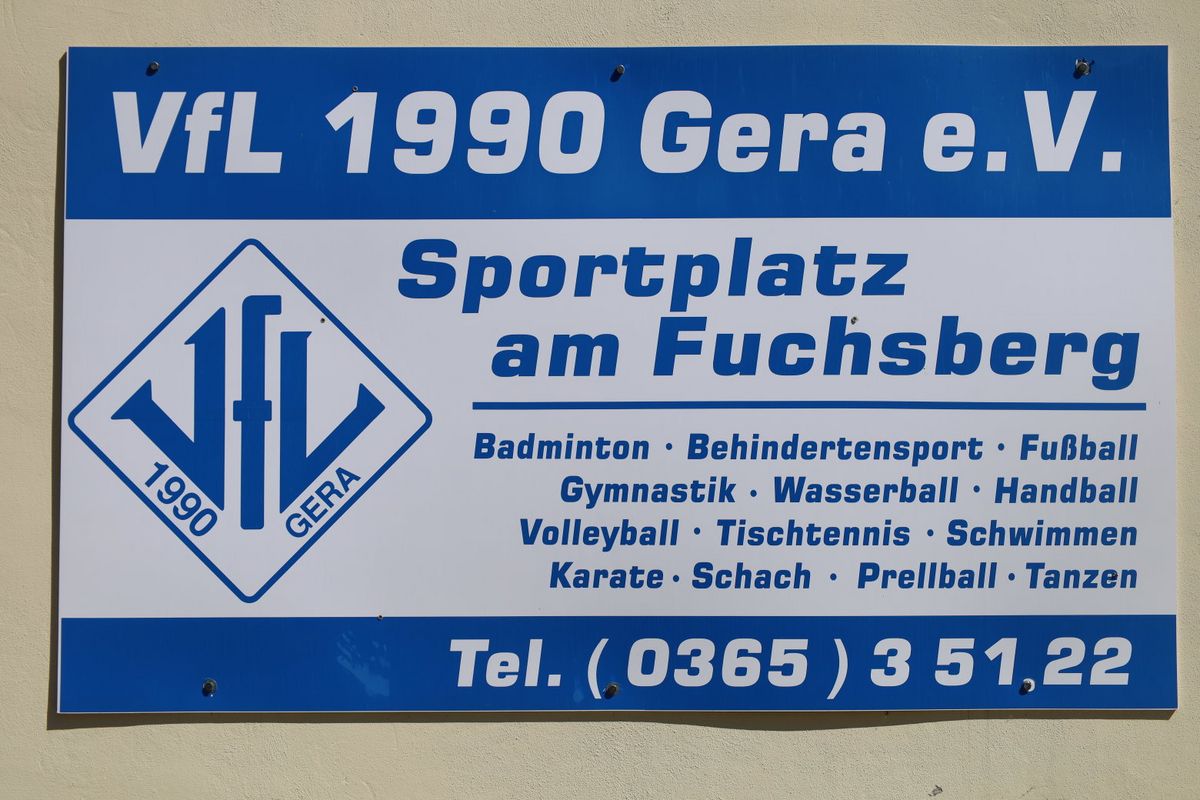 VfL 1990 Gera e.V.
Sportplatz
am Fuchsberg
VfL
1990 GERA
Badminton · Behindertensport · Fußball
Gymnastik · Wasserball · Handball
Volleyball · Tischtennis · Schwimmen
Karate · Schach · Prellball · Tanzen
Tel. ( 0365 ) 3 51 22